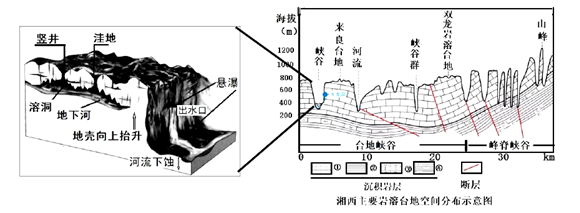 竖井
洼地
溶洞
地下河
地壳向上抬升
悬瀑
出水口
河流下蚀
海拔
(m)
1200
1000
800
600
400
200
峡谷
来良台地
河流
峡谷群
双龙岩溶台地
山峰
台地峡谷
峰脊峡谷
0
10
20
30
km
① ② ③ ④
沉积岩层
断层
湘西主要岩溶台地空间分布示意图